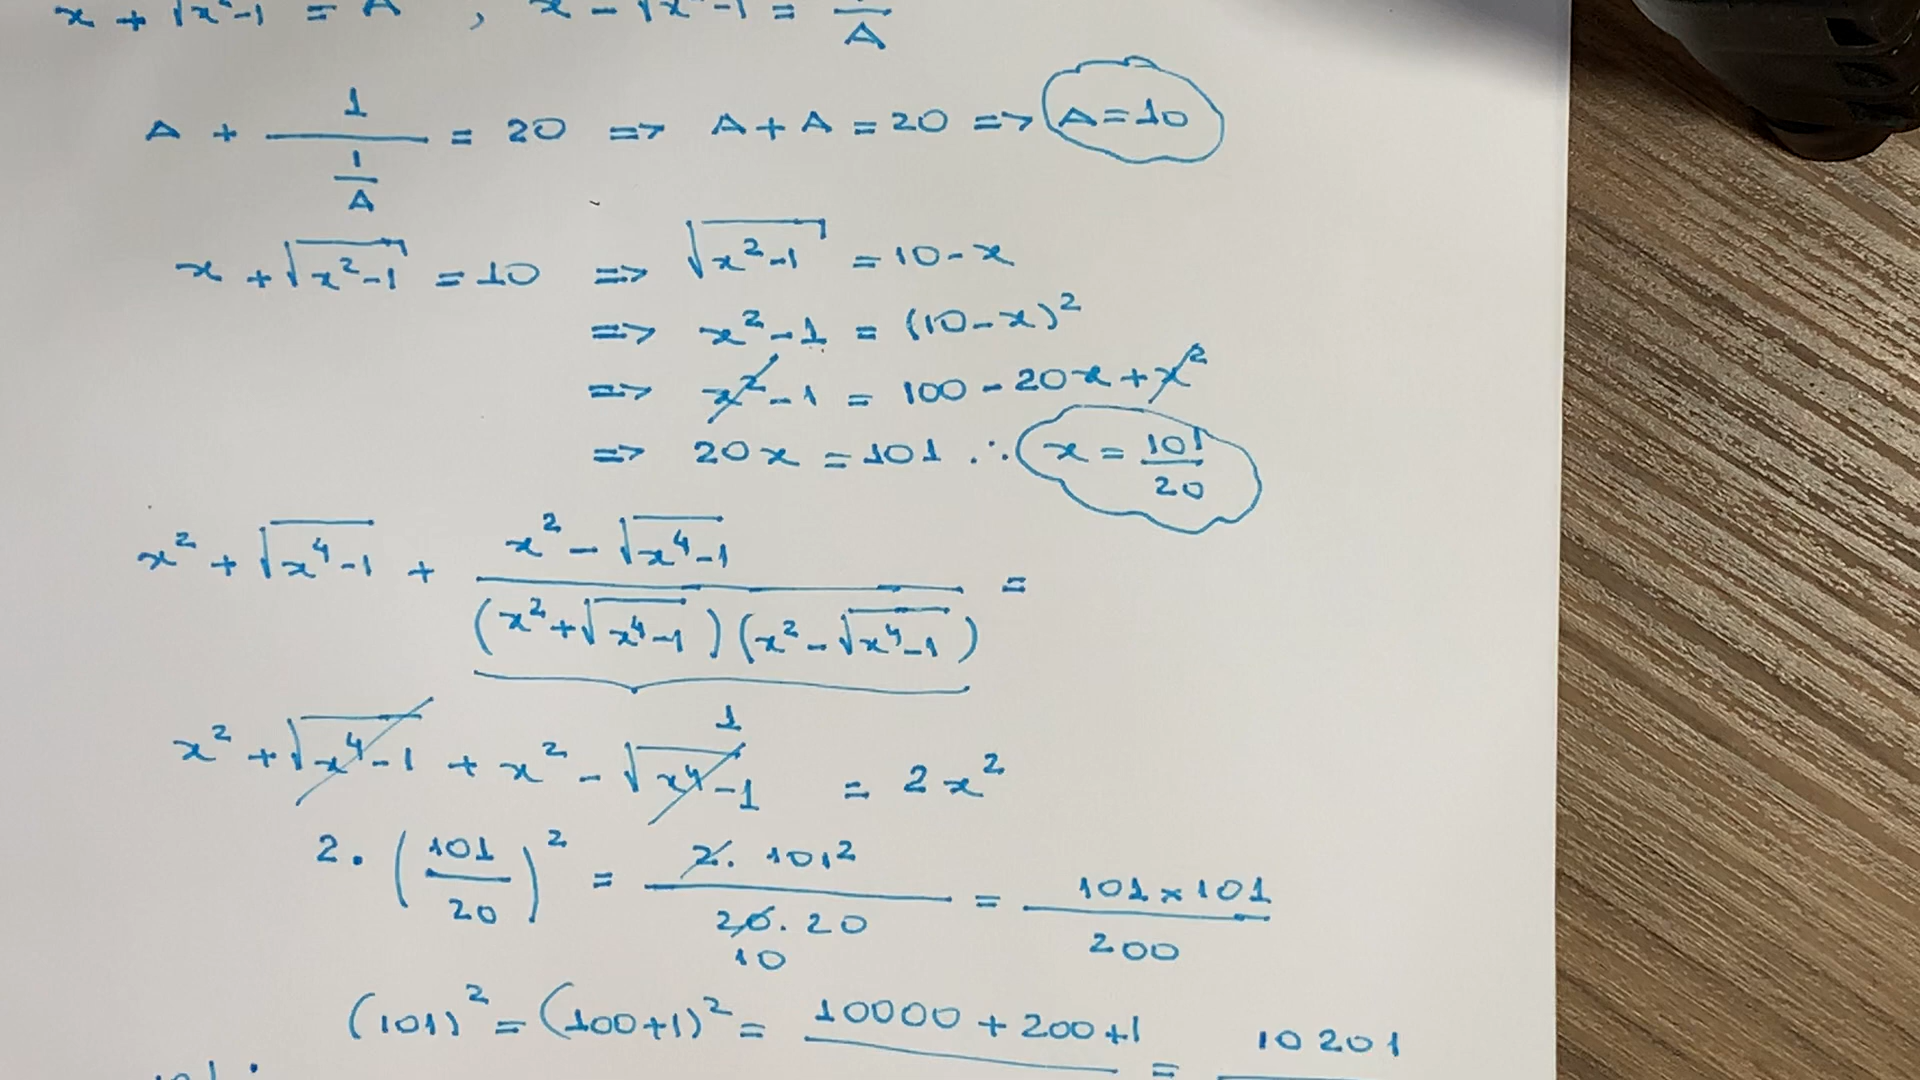 x + √x²-1 = A , x - √x²-1 = 1/A
A + 1/(1/A) = 20 => A + A = 20 => A = 10
x + √x²-1 = 10 => √x²-1 = 10 - x
=> x² - 1 = (10 - x)²
=> x² - 1 = 100 - 20x + x²
=> 20x = 101 ∴ x = 101/20
x² + √x⁴-1 + (x² - √x⁴-1)/((x² + √x⁴-1)(x² - √x⁴-1)) =
1
x² + √x⁴-1 + x² - √x⁴-1 = 2x²
2. (101/20)² = 2. 101²/20. 20 = 101 x 101/200
10
(101)² = (100+1)² = 10000 + 200 + 1 = 10201